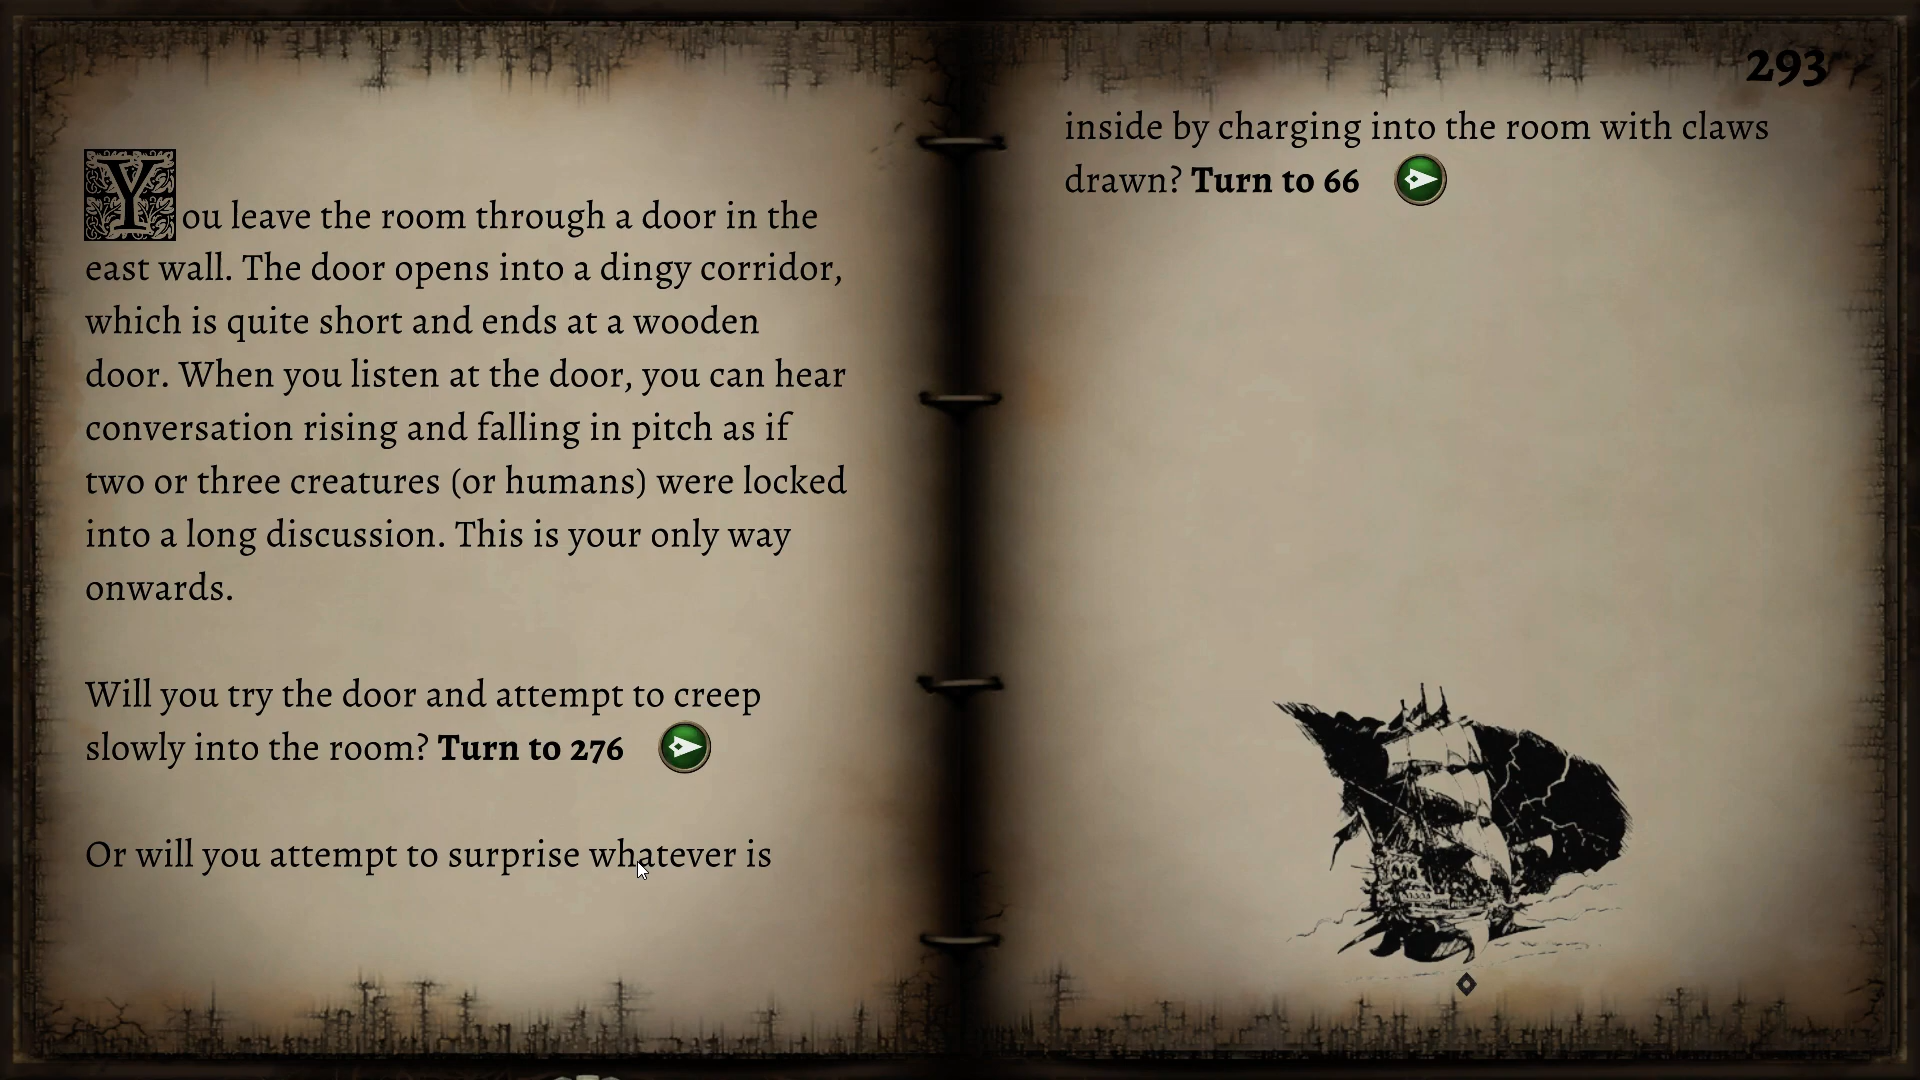 293
You leave the room through a door in the
east wall. The door opens into a dingy corridor,
which is quite short and ends at a wooden
door. When you listen at the door, you can hear
conversation rising and falling in pitch as if
two or three creatures (or humans) were locked
into a long discussion. This is your only way
onwards.
Will you try the door and attempt to creep
slowly into the room? Turn to 276
Or will you attempt to surprise whatever is
inside by charging into the room with claws
drawn? Turn to 66